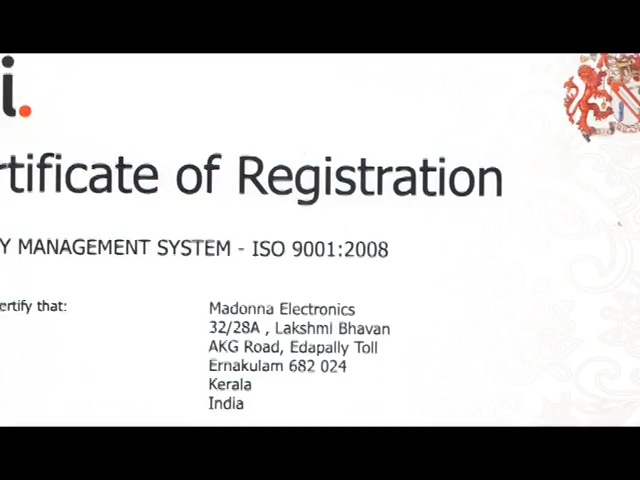 i.
rtificate of Registration
Y MANAGEMENT SYSTEM - ISO 9001:2008
ertify that:
Madonna Electronics
32/28A , Lakshmi Bhavan
AKG Road, Edapally Toll
Ernakulam 682 024
Kerala
India